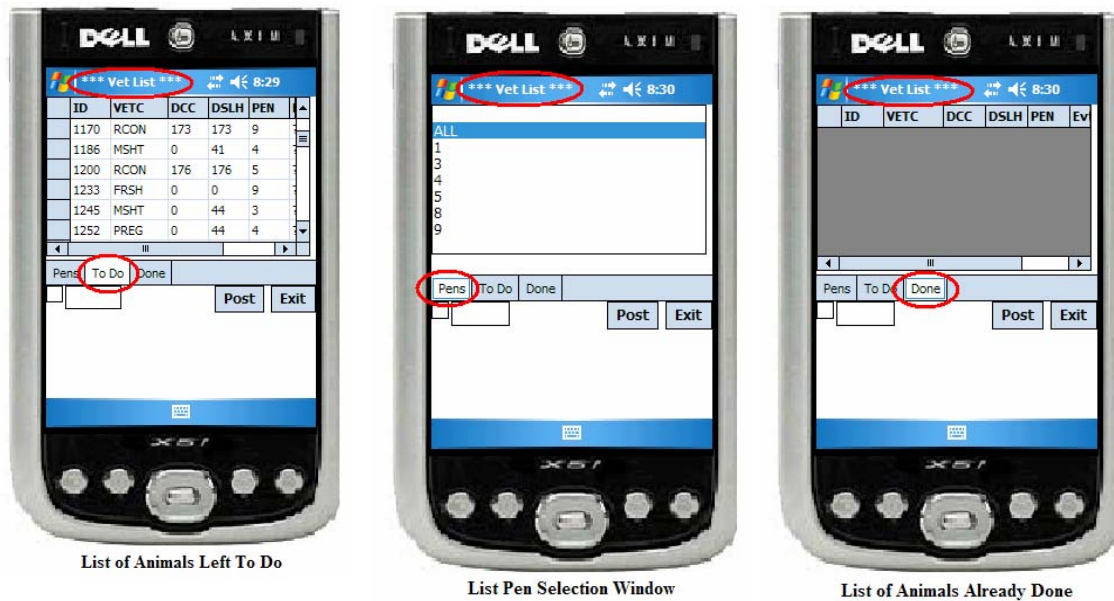 DELL
*** Vet List *** 8:29
ID VETC DCC DSLH PEN
1170 RCON 173 173 9 ?
1186 MSHT 0 41 4 ?
1200 RCON 176 176 5 ?
1233 FRSH 0 0 9 ?
1245 MSHT 0 44 3 ?
1252 PREG 0 44 4 ?
Pens To Do Done
Post Exit
X51
List of Animals Left To Do
DELL
*** Vet List *** 8:30
ALL
1
3
4
5
8
9
Pens To Do Done
Post Exit
X51
List Pen Selection Window
DELL
*** Vet List *** 8:30
ID VETC DCC DSLH PEN Evt
Pens To Do Done
Post Exit
X51
List of Animals Already Done